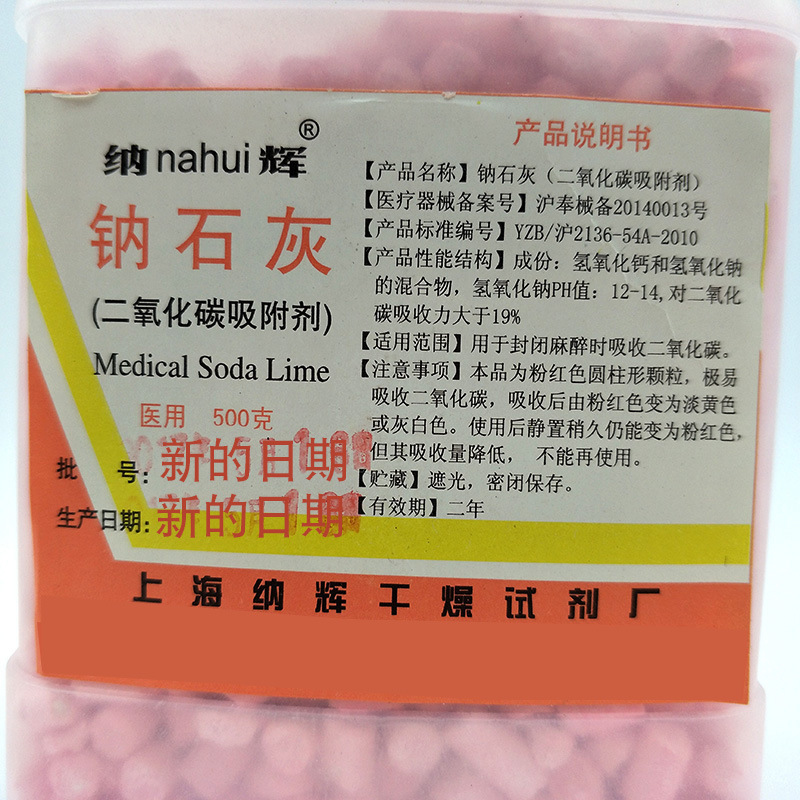 纳nahui辉®
钠石灰
(二氧化碳吸附剂)
Medical Soda Lime
医用 500克
批 号: 新的日期
生产日期: 新的日期
产品说明书
【产品名称】钠石灰（二氧化碳吸附剂）
【医疗器械备案号】沪奉械备20140013号
【产品标准编号】YZB/沪2136-54A-2010
【产品性能结构】成份：氢氧化钙和氢氧化钠
的混合物，氢氧化钠PH值：12-14,对二氧化
碳吸收力大于19%
【适用范围】用于封闭麻醉时吸收二氧化碳。
【注意事项】本品为粉红色圆柱形颗粒，极易
吸收二氧化碳，吸收后由粉红色变为淡黄色
或灰白色。使用后静置稍久仍能变为粉红色，
但其吸收量降低， 不能再使用。
【贮藏】遮光，密闭保存。
【有效期】二年
上海纳辉干燥试剂厂